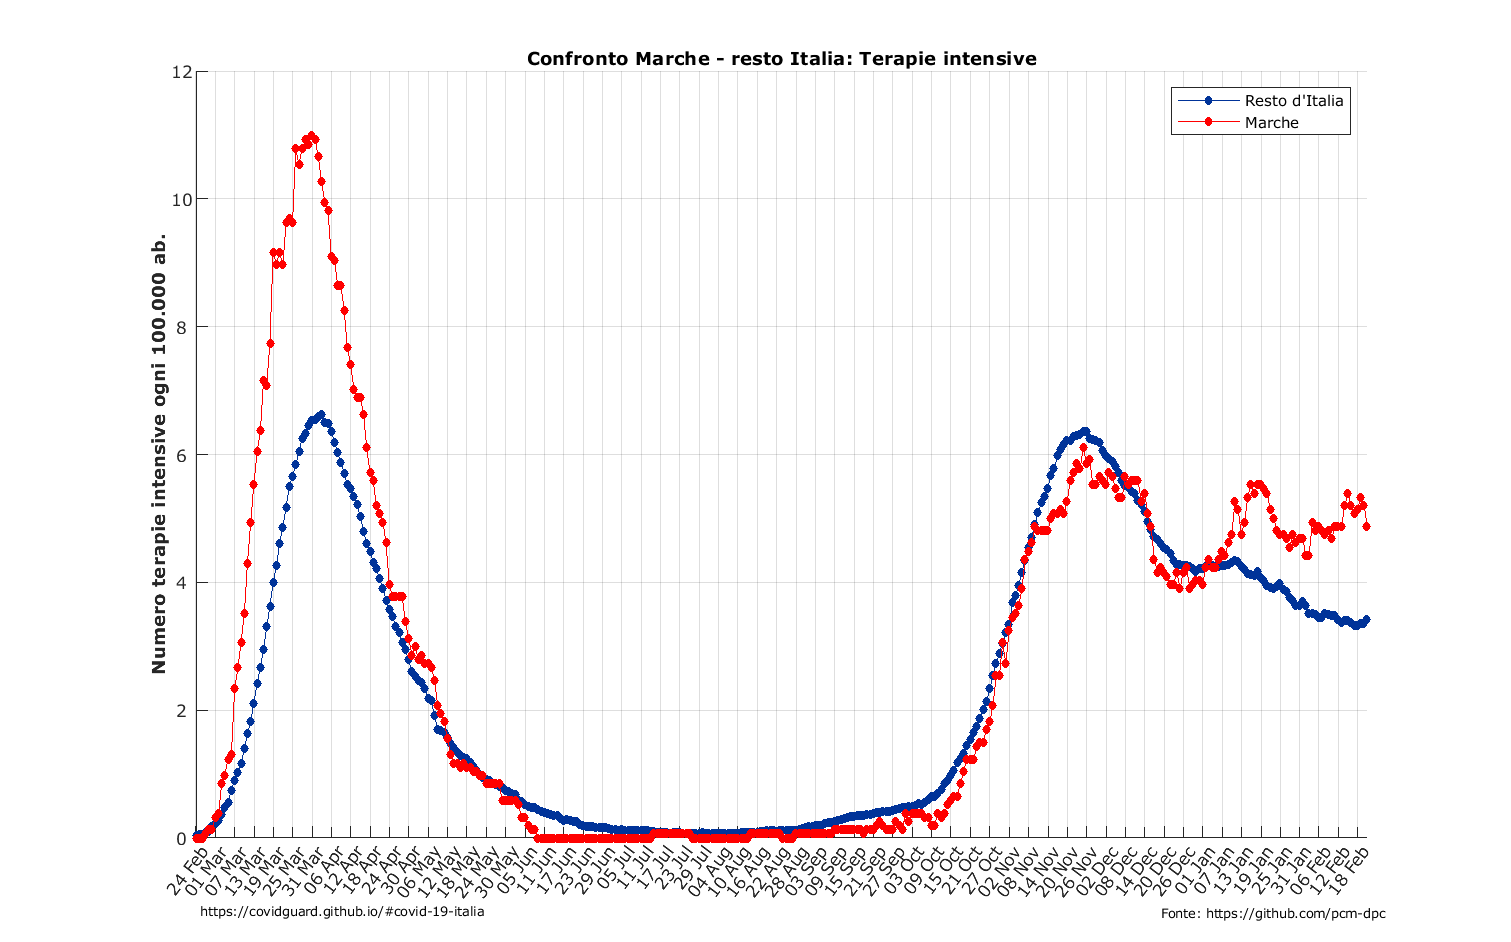 Confronto Marche - resto Italia: Terapie intensive
Resto d'Italia
Marche
Numero terapie intensive ogni 100.000 ab.
12
10
8
6
4
2
0
24 Feb
01 Mar
07 Mar
13 Mar
19 Mar
25 Mar
31 Mar
06 Apr
12 Apr
18 Apr
24 Apr
30 Apr
06 May
12 May
18 May
24 May
30 May
05 Jun
11 Jun
17 Jun
23 Jun
29 Jun
05 Jul
11 Jul
17 Jul
23 Jul
29 Jul
04 Aug
10 Aug
16 Aug
22 Aug
28 Aug
03 Sep
09 Sep
15 Sep
21 Sep
27 Sep
03 Oct
09 Oct
15 Oct
21 Oct
27 Oct
02 Nov
08 Nov
14 Nov
20 Nov
26 Nov
02 Dec
08 Dec
14 Dec
20 Dec
26 Dec
01 Jan
07 Jan
13 Jan
19 Jan
25 Jan
31 Jan
06 Feb
12 Feb
18 Feb
https://covidguard.github.io/#covid-19-italia
Fonte: https://github.com/pcm-dpc